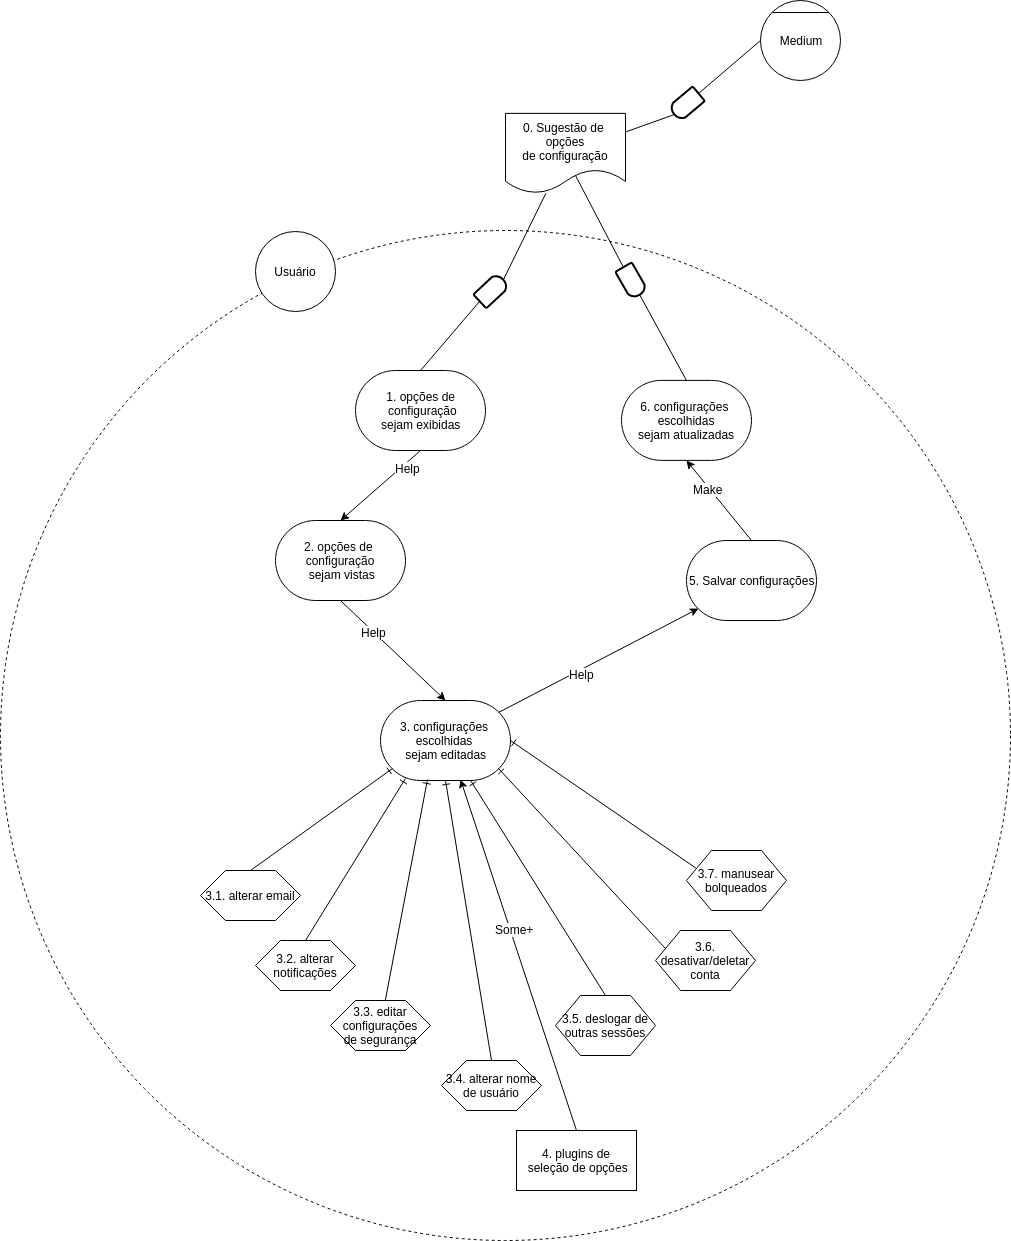 Medium
0. Sugestão de
opções
de configuração
Usuário
1. opções de
configuração
sejam exibidas
6. configurações
escolhidas
sejam atualizadas
Help
Make
2. opções de
configuração
sejam vistas
5. Salvar configurações
Help
Help
3. configurações
escolhidas
sejam editadas
3.7. manusear
bolqueados
3.1. alterar email
Some+
3.6.
desativar/deletar
conta
3.2. alterar
notificações
3.3. editar
configurações
de segurança
3.5. deslogar de
outras sessões
3.4. alterar nome
de usuário
4. plugins de
seleção de opções